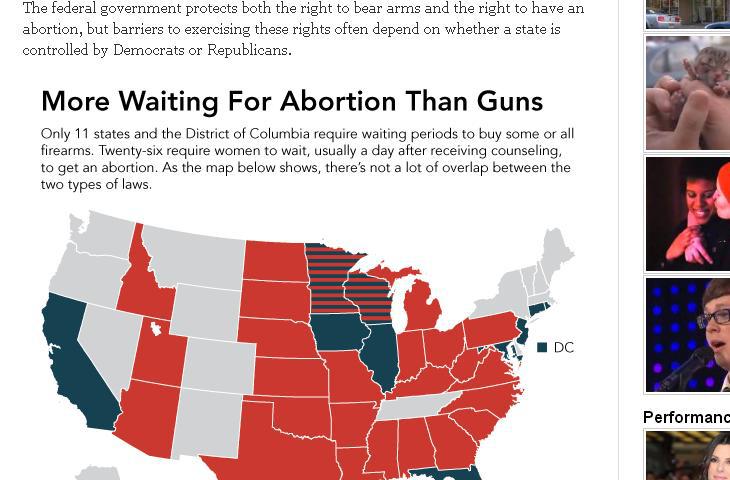 The federal government protects both the right to bear arms and the right to have an
abortion, but barriers to exercising these rights often depend on whether a state is
controlled by Democrats or Republicans.
More Waiting For Abortion Than Guns
Only 11 states and the District of Columbia require waiting periods to buy some or all
firearms. Twenty-six require women to wait, usually a day after receiving counseling,
to get an abortion. As the map below shows, there's not a lot of overlap between the
two types of laws.
DC
Performanc